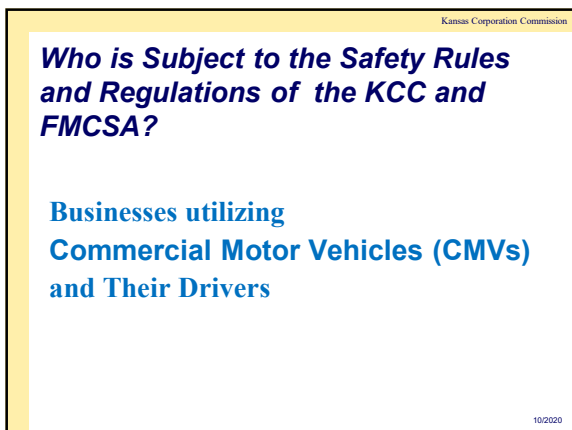 Kansas Corporation Commission
Who is Subject to the Safety Rules
and Regulations of the KCC and
FMCSA?
Businesses utilizing
Commercial Motor Vehicles (CMVs)
and Their Drivers
10/2020